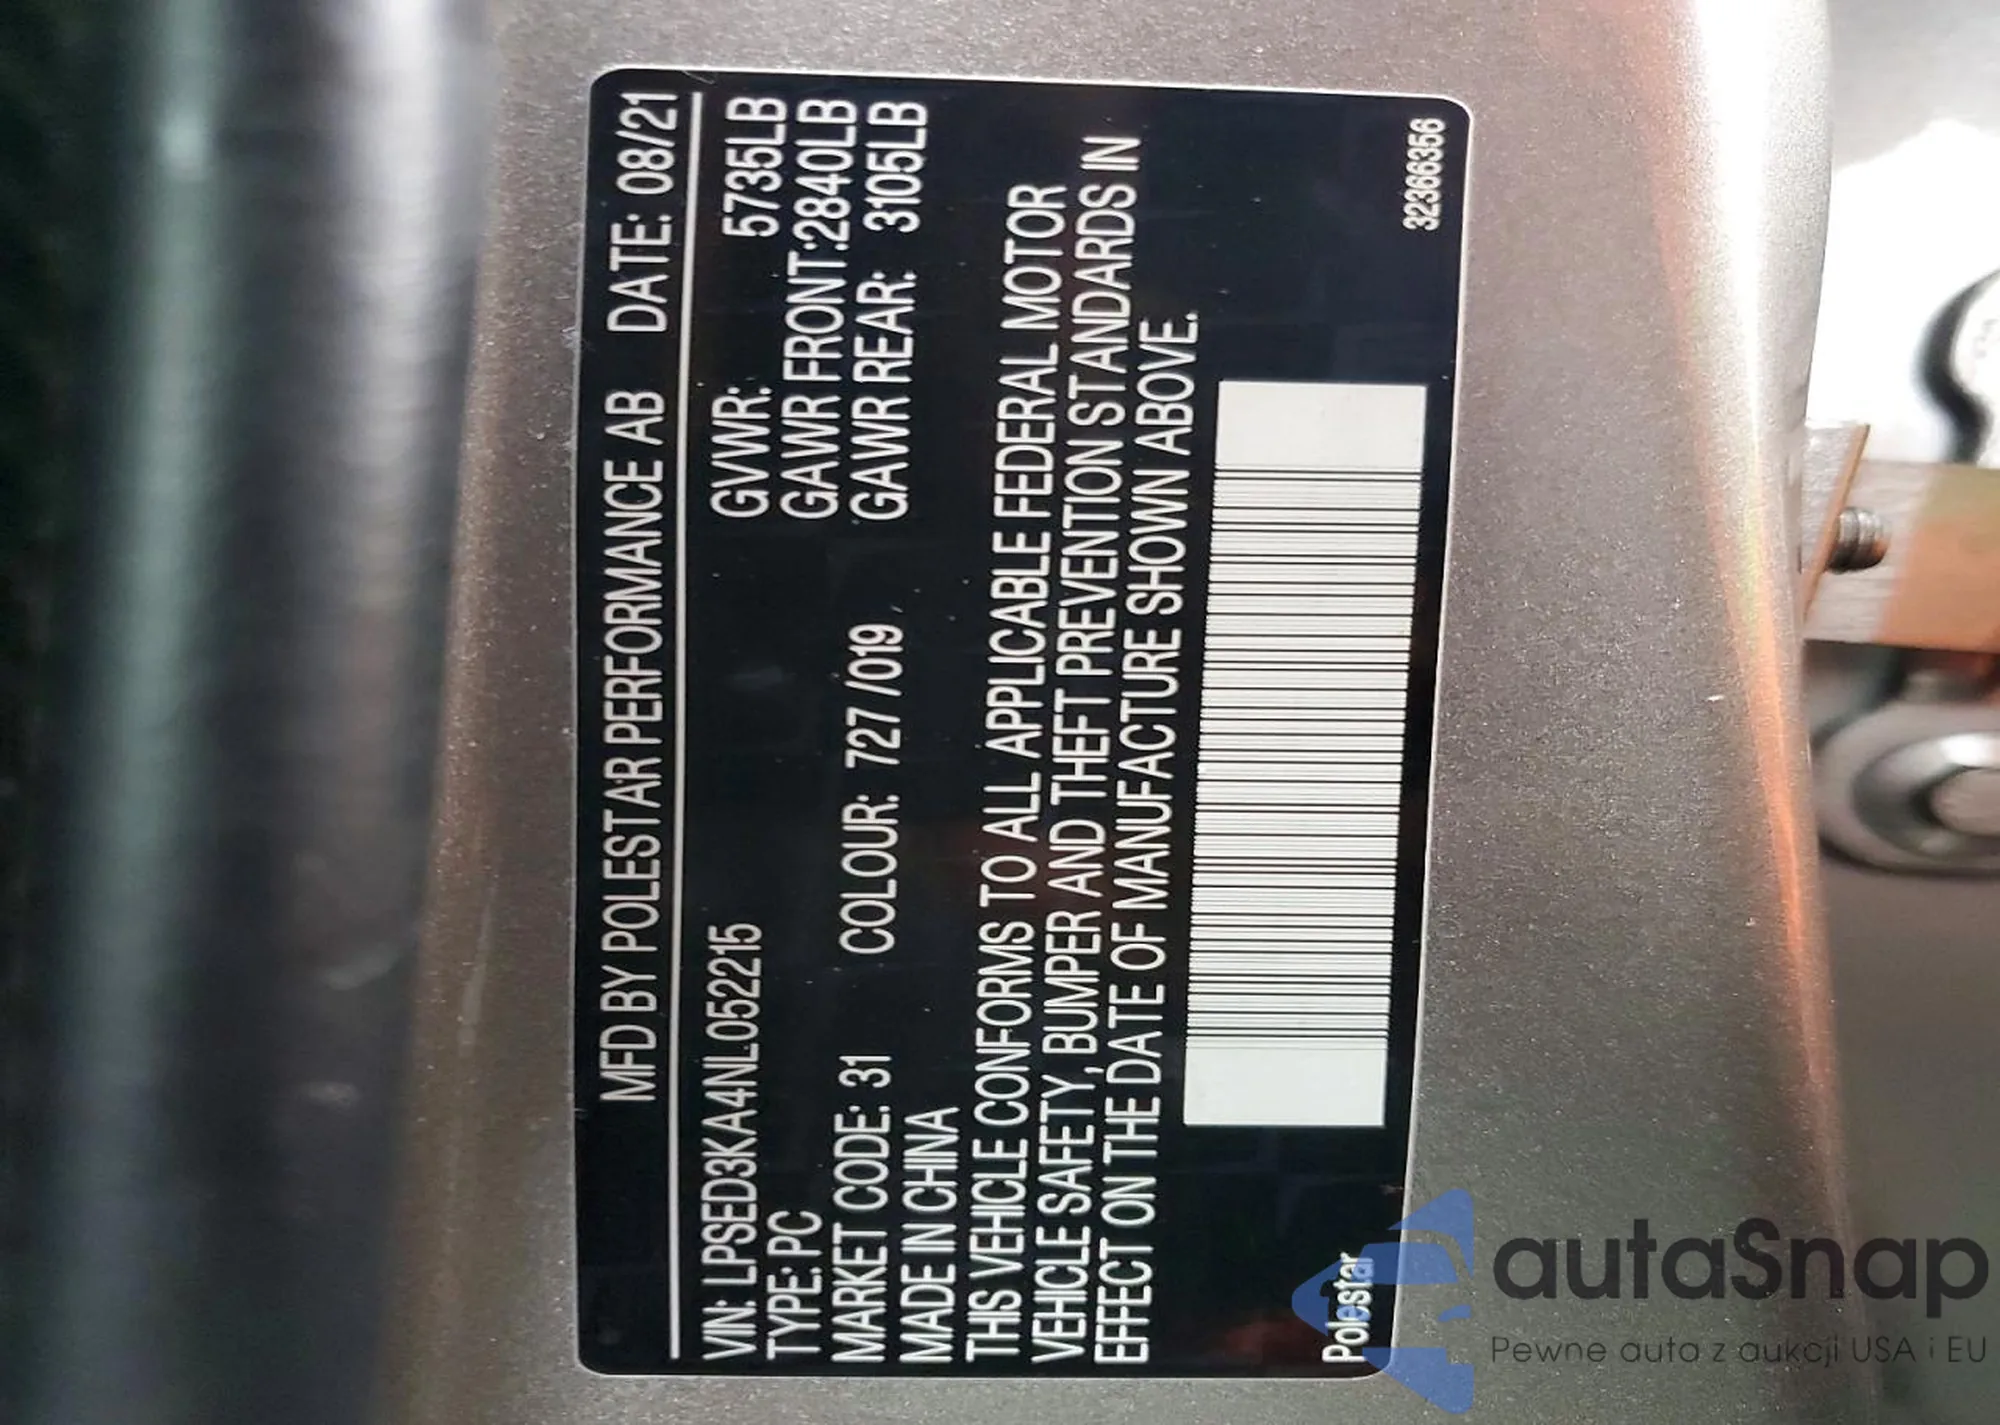 MFD BY POLESTAR PERFORMANCE AB DATE: 08/21
VIN: LPSED3KA4NL052215 GVWR: 5735LB
TYPE: PC GAWR FRONT:2840LB
MARKET CODE: 31 COLOUR: 727 /019 GAWR REAR: 3105LB
MADE IN CHINA
THIS VEHICLE CONFORMS TO ALL APPLICABLE FEDERAL MOTOR
VEHICLE SAFETY, BUMPER AND THEFT PREVENTION STANDARDS IN
EFFECT ON THE DATE OF MANUFACTURE SHOWN ABOVE.
Polestar 32366356
autaSnap
Pewne auta z aukcji USA i EU